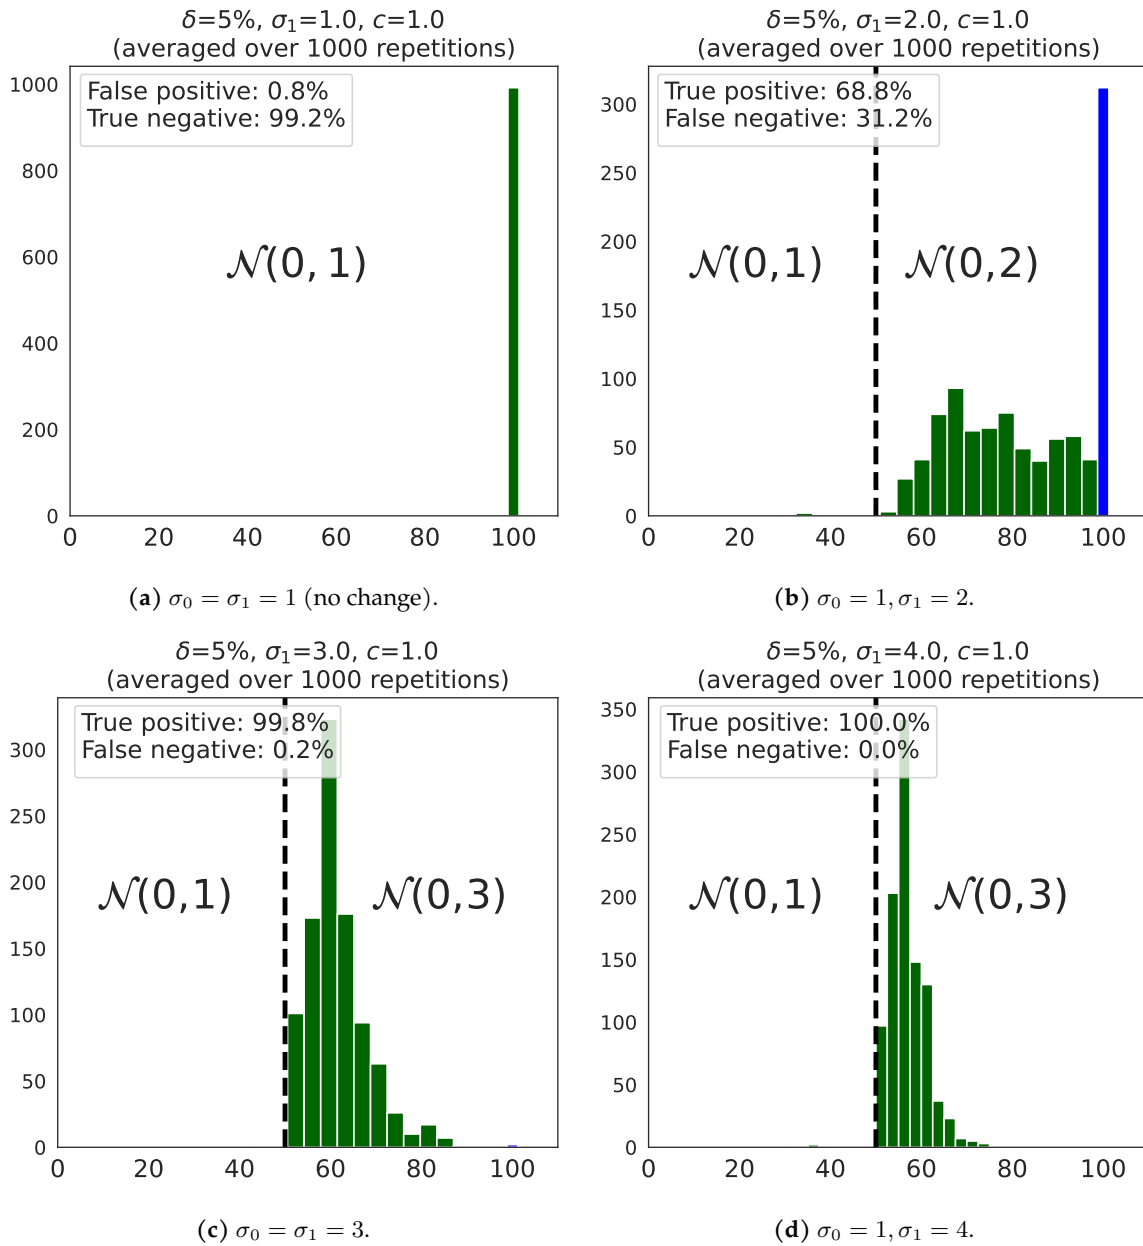 δ=5%, σ₁=1.0, c=1.0
(averaged over 1000 repetitions)
False positive: 0.8%
True negative: 99.2%
1000
800
600
400
200
0
𝒩(0, 1)
0 20 40 60 80 100
(a) σ₀ = σ₁ = 1 (no change).
δ=5%, σ₁=2.0, c=1.0
(averaged over 1000 repetitions)
True positive: 68.8%
False negative: 31.2%
300
250
200
150
100
50
0
𝒩(0,1) 𝒩(0,2)
0 20 40 60 80 100
(b) σ₀ = 1, σ₁ = 2.
δ=5%, σ₁=3.0, c=1.0
(averaged over 1000 repetitions)
True positive: 99.8%
False negative: 0.2%
300
250
200
150
100
50
0
𝒩(0,1) 𝒩(0,3)
0 20 40 60 80 100
(c) σ₀ = σ₁ = 3.
δ=5%, σ₁=4.0, c=1.0
(averaged over 1000 repetitions)
True positive: 100.0%
False negative: 0.0%
350
300
250
200
150
100
50
0
𝒩(0,1) 𝒩(0,3)
0 20 40 60 80 100
(d) σ₀ = 1, σ₁ = 4.